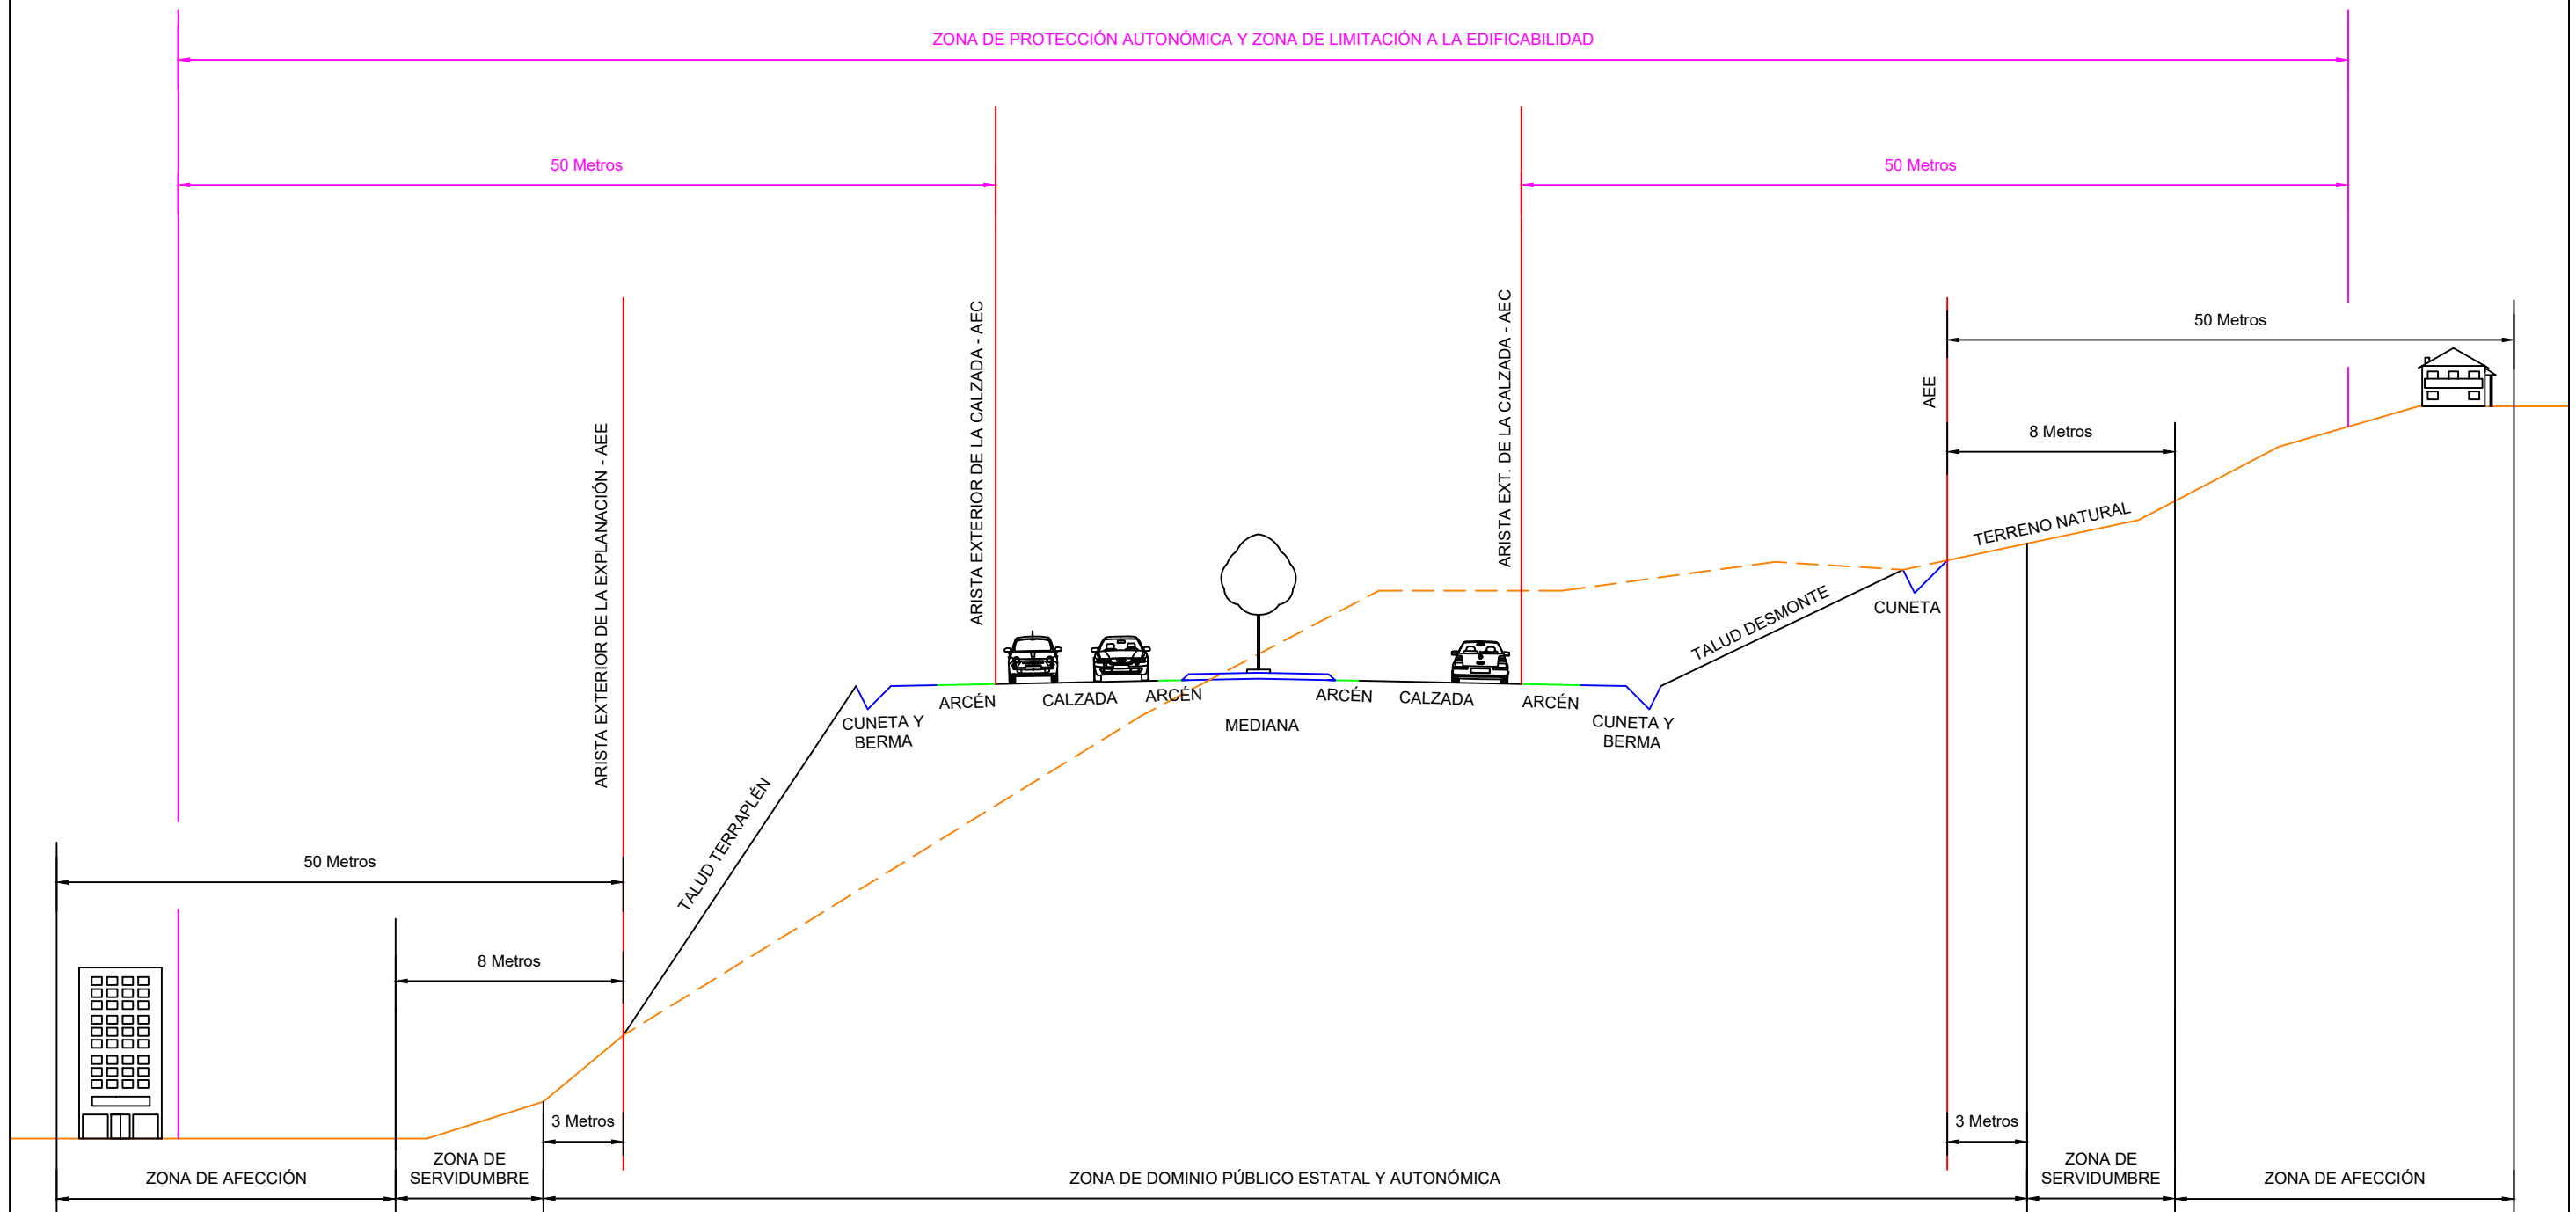 ZONA DE PROTECCIÓN AUTONÓMICA Y ZONA DE LIMITACIÓN A LA EDIFICABILIDAD
50 Metros
50 Metros
ARISTA EXTERIOR DE LA EXPLANACIÓN - AEE
ARISTA EXTERIOR DE LA CALZADA - AEC
ARISTA EXT. DE LA CALZADA - AEC
AEE
50 Metros
8 Metros
TERRENO NATURAL
TALUD DESMONTE
CUNETA
CUNETA Y
BERMA
ARCÉN
CALZADA
ARCÉN
MEDIANA
ARCÉN
CALZADA
ARCÉN
CUNETA Y
BERMA
TALUD TERRAPLÉN
50 Metros
8 Metros
3 Metros
3 Metros
ZONA DE AFECCIÓN
ZONA DE
SERVIDUMBRE
ZONA DE DOMINIO PÚBLICO ESTATAL Y AUTONÓMICA
ZONA DE
SERVIDUMBRE
ZONA DE AFECCIÓN